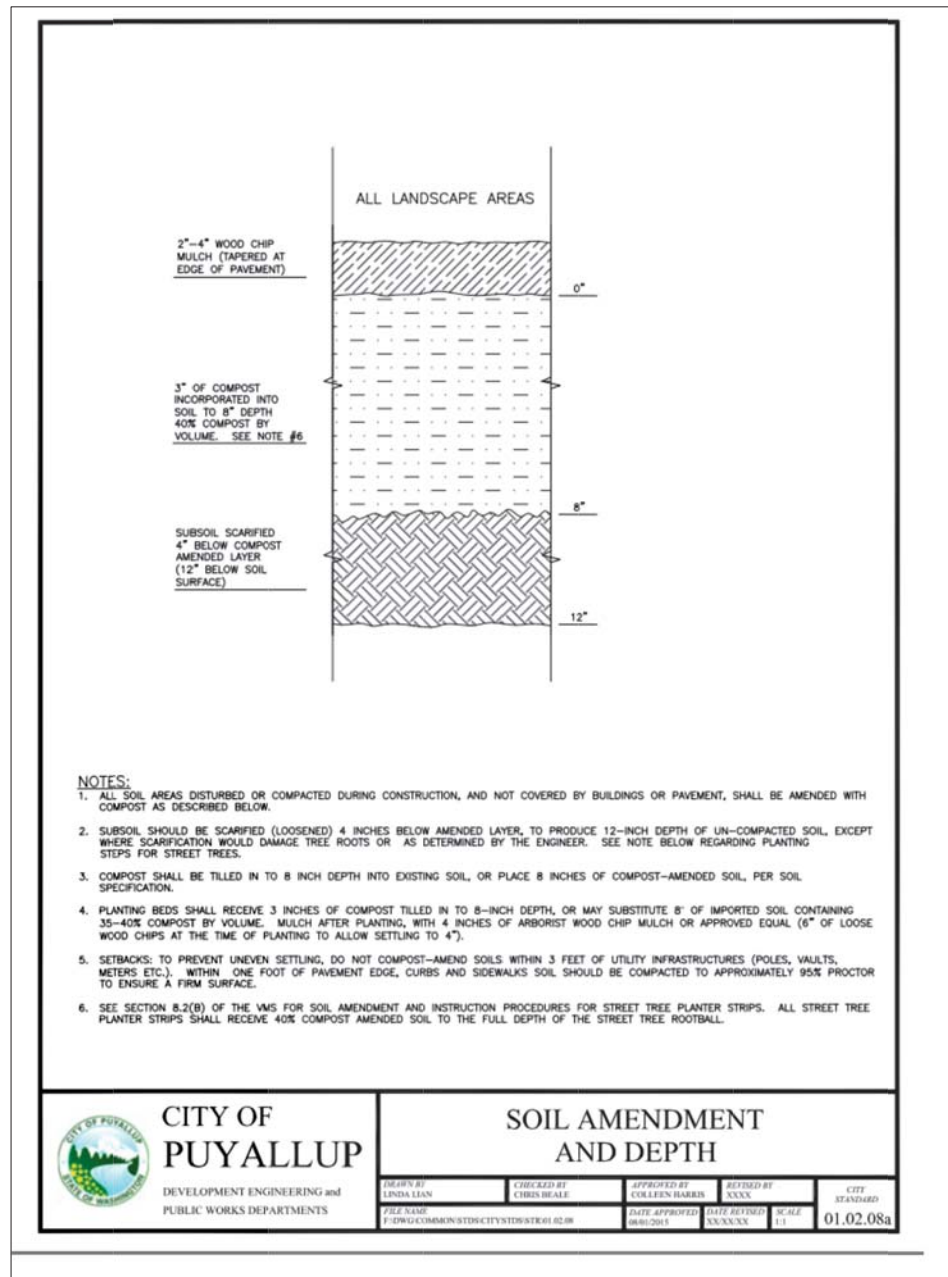 ALL LANDSCAPE AREAS
2"-4" WOOD CHIP
MULCH (TAPERED AT
EDGE OF PAVEMENT)
0"
3" OF COMPOST
INCORPORATED INTO
SOIL TO 8" DEPTH
40% COMPOST BY
VOLUME. SEE NOTE #6
8"
SUBSOIL SCARIFIED
4" BELOW COMPOST
AMENDED LAYER
(12" BELOW SOIL
SURFACE)
12"
NOTES:
1. ALL SOIL AREAS DISTURBED OR COMPACTED DURING CONSTRUCTION, AND NOT COVERED BY BUILDINGS OR PAVEMENT, SHALL BE AMENDED WITH
COMPOST AS DESCRIBED BELOW.
2. SUBSOIL SHOULD BE SCARIFIED (LOOSENED) 4 INCHES BELOW AMENDED LAYER, TO PRODUCE 12-INCH DEPTH OF UN-COMPACTED SOIL, EXCEPT
WHERE SCARIFICATION WOULD DAMAGE TREE ROOTS OR AS DETERMINED BY THE ENGINEER. SEE NOTE BELOW REGARDING PLANTING
STEPS FOR STREET TREES.
3. COMPOST SHALL BE TILLED IN TO 8 INCH DEPTH INTO EXISTING SOIL, OR PLACE 8 INCHES OF COMPOST-AMENDED SOIL, PER SOIL
SPECIFICATION.
4. PLANTING BEDS SHALL RECEIVE 3 INCHES OF COMPOST TILLED IN TO 8-INCH DEPTH, OR MAY SUBSTITUTE 8" OF IMPORTED SOIL CONTAINING
35-40% COMPOST BY VOLUME. MULCH AFTER PLANTING, WITH 4 INCHES OF ARBORIST WOOD CHIP MULCH OR APPROVED EQUAL (6" OF LOOSE
WOOD CHIPS AT THE TIME OF PLANTING TO ALLOW SETTLING TO 4").
5. SETBACKS: TO PREVENT UNEVEN SETTLING, DO NOT COMPOST-AMEND SOILS WITHIN 3 FEET OF UTILITY INFRASTRUCTURES (POLES, VAULTS,
METERS ETC.). WITHIN ONE FOOT OF PAVEMENT EDGE, CURBS AND SIDEWALKS SOIL SHOULD BE COMPACTED TO APPROXIMATELY 95% PROCTOR
TO ENSURE A FIRM SURFACE.
6. SEE SECTION 8.2(B) OF THE VMS FOR SOIL AMENDMENT AND INSTRUCTION PROCEDURES FOR STREET TREE PLANTER STRIPS. ALL STREET TREE
PLANTER STRIPS SHALL RECEIVE 40% COMPOST AMENDED SOIL TO THE FULL DEPTH OF THE STREET TREE ROOTBALL.
CITY OF PUYALLUP
STATE OF WASHINGTON
CITY OF
PUYALLUP
DEVELOPMENT ENGINEERING and
PUBLIC WORKS DEPARTMENTS
SOIL AMENDMENT
AND DEPTH
DRAWN BY
LINDA LIAN
CHECKED BY
CHRIS BEALE
APPROVED BY
COLLEEN HARRIS
REVISED BY
XXXX
FILE NAME
F:\DWG\COMMON\STDS\CITYSTDS\STR\01.02.08
DATE APPROVED
08/01/2015
DATE REVISED
XX/XX/XX
SCALE
1:1
CITY
STANDARD
01.02.08a